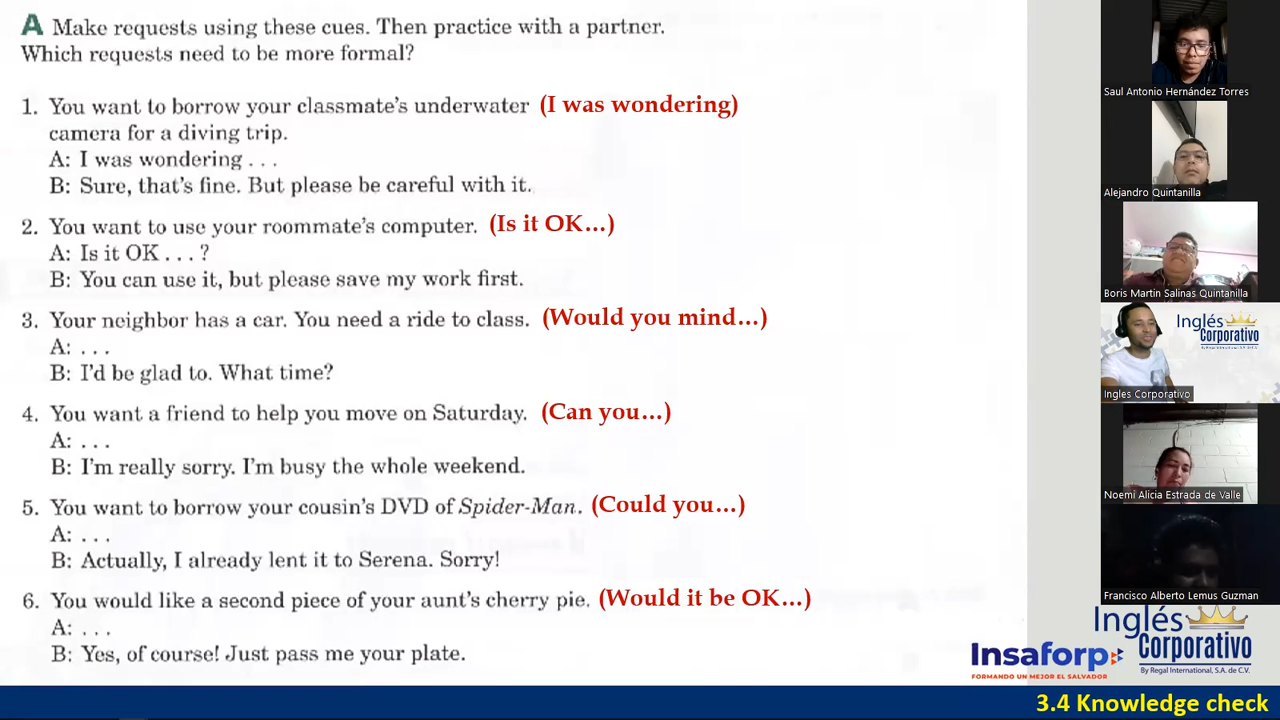 A Make requests using these cues. Then practice with a partner.
Which requests need to be more formal?
1. You want to borrow your classmate's underwater (I was wondering)
camera for a diving trip.
A: I was wondering . . .
B: Sure, that's fine. But please be careful with it.
2. You want to use your roommate's computer. (Is it OK…)
A: Is it OK . . . ?
B: You can use it, but please save my work first.
3. Your neighbor has a car. You need a ride to class. (Would you mind…)
A: . . .
B: I'd be glad to. What time?
4. You want a friend to help you move on Saturday. (Can you…)
A: . . .
B: I'm really sorry. I'm busy the whole weekend.
5. You want to borrow your cousin's DVD of Spider-Man. (Could you…)
A: . . .
B: Actually, I already lent it to Serena. Sorry!
6. You would like a second piece of your aunt's cherry pie. (Would it be OK…)
A: . . .
B: Yes, of course! Just pass me your plate.
Saul Antonio Hernández Torres
Alejandro Quintanilla
Boris Martin Salinas Quintanilla
Inglés
Corporativo
Ingles Corporativo
Noemi Alicia Estrada de Valle
Francisco Alberto Lemus Guzman
Insaforp
FORMANDO UN MEJOR EL SALVADOR
Inglés
Corporativo
By Regal International, S.A. de C.V.
3.4 Knowledge check